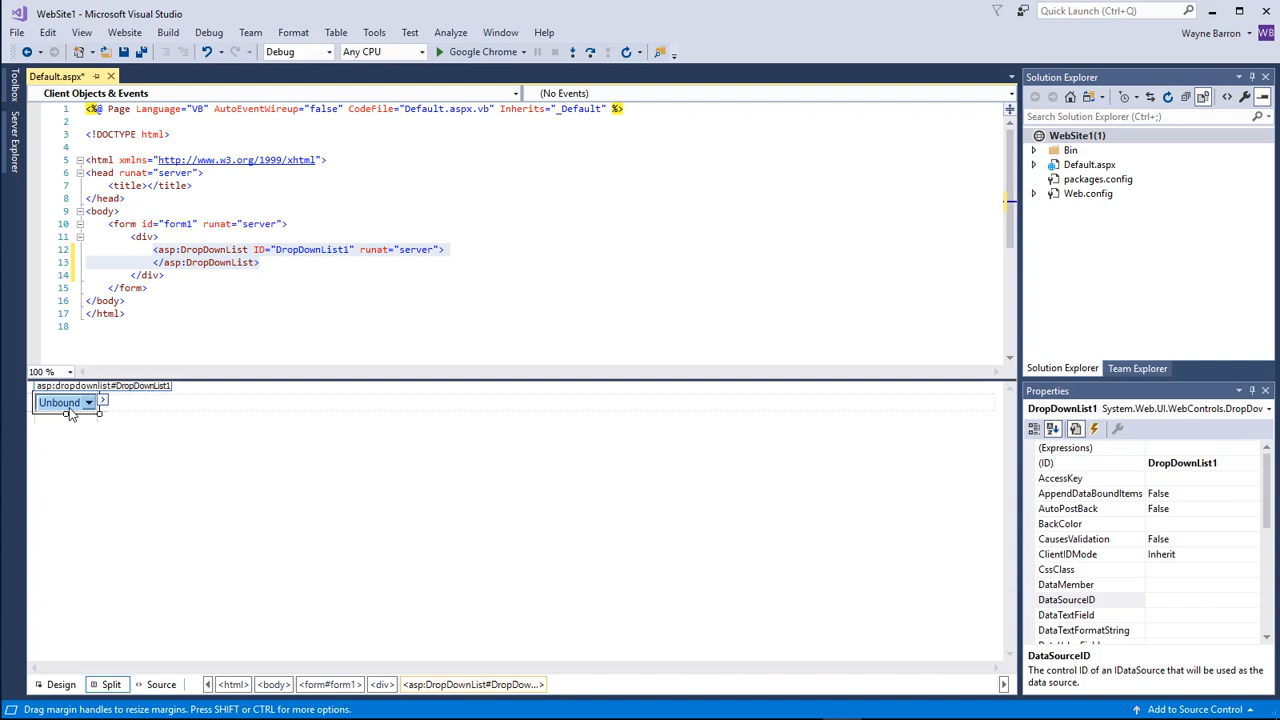 WebSite1 - Microsoft Visual Studio
Quick Launch (Ctrl+Q)
File Edit View Website Build Debug Team Format Table Tools Test Analyze Window Help
Wayne Barron WB
Debug Any CPU Google Chrome
Toolbox
Server Explorer
Default.aspx*
Client Objects & Events (No Events)
1 <%@ Page Language="VB" AutoEventWireup="false" CodeFile="Default.aspx.vb" Inherits="_Default" %>
2
3 <!DOCTYPE html>
4
5 <html xmlns="http://www.w3.org/1999/xhtml">
6 <head runat="server">
7 <title></title>
8 </head>
9 <body>
10 <form id="form1" runat="server">
11 <div>
12 <asp:DropDownList ID="DropDownList1" runat="server">
13 </asp:DropDownList>
14 </div>
15 </form>
16 </body>
17 </html>
18
100 %
asp:dropdownlist#DropDownList1
Unbound
Design Split Source <html> <body> <form#form1> <div> <asp:DropDownList#DropDow...>
Solution Explorer
Search Solution Explorer (Ctrl+;)
WebSite1(1)
Bin
Default.aspx
packages.config
Web.config
Solution Explorer Team Explorer
Properties
DropDownList1 System.Web.UI.WebControls.DropDov
(Expressions)
(ID) DropDownList1
AccessKey
AppendDataBoundItems False
AutoPostBack False
BackColor
CausesValidation False
ClientIDMode Inherit
CssClass
DataMember
DataSourceID
DataTextField
DataTextFormatString
DataSourceID
The control ID of an IDataSource that will be used as the
data source.
Drag margin handles to resize margins. Press SHIFT or CTRL for more options.
Add to Source Control